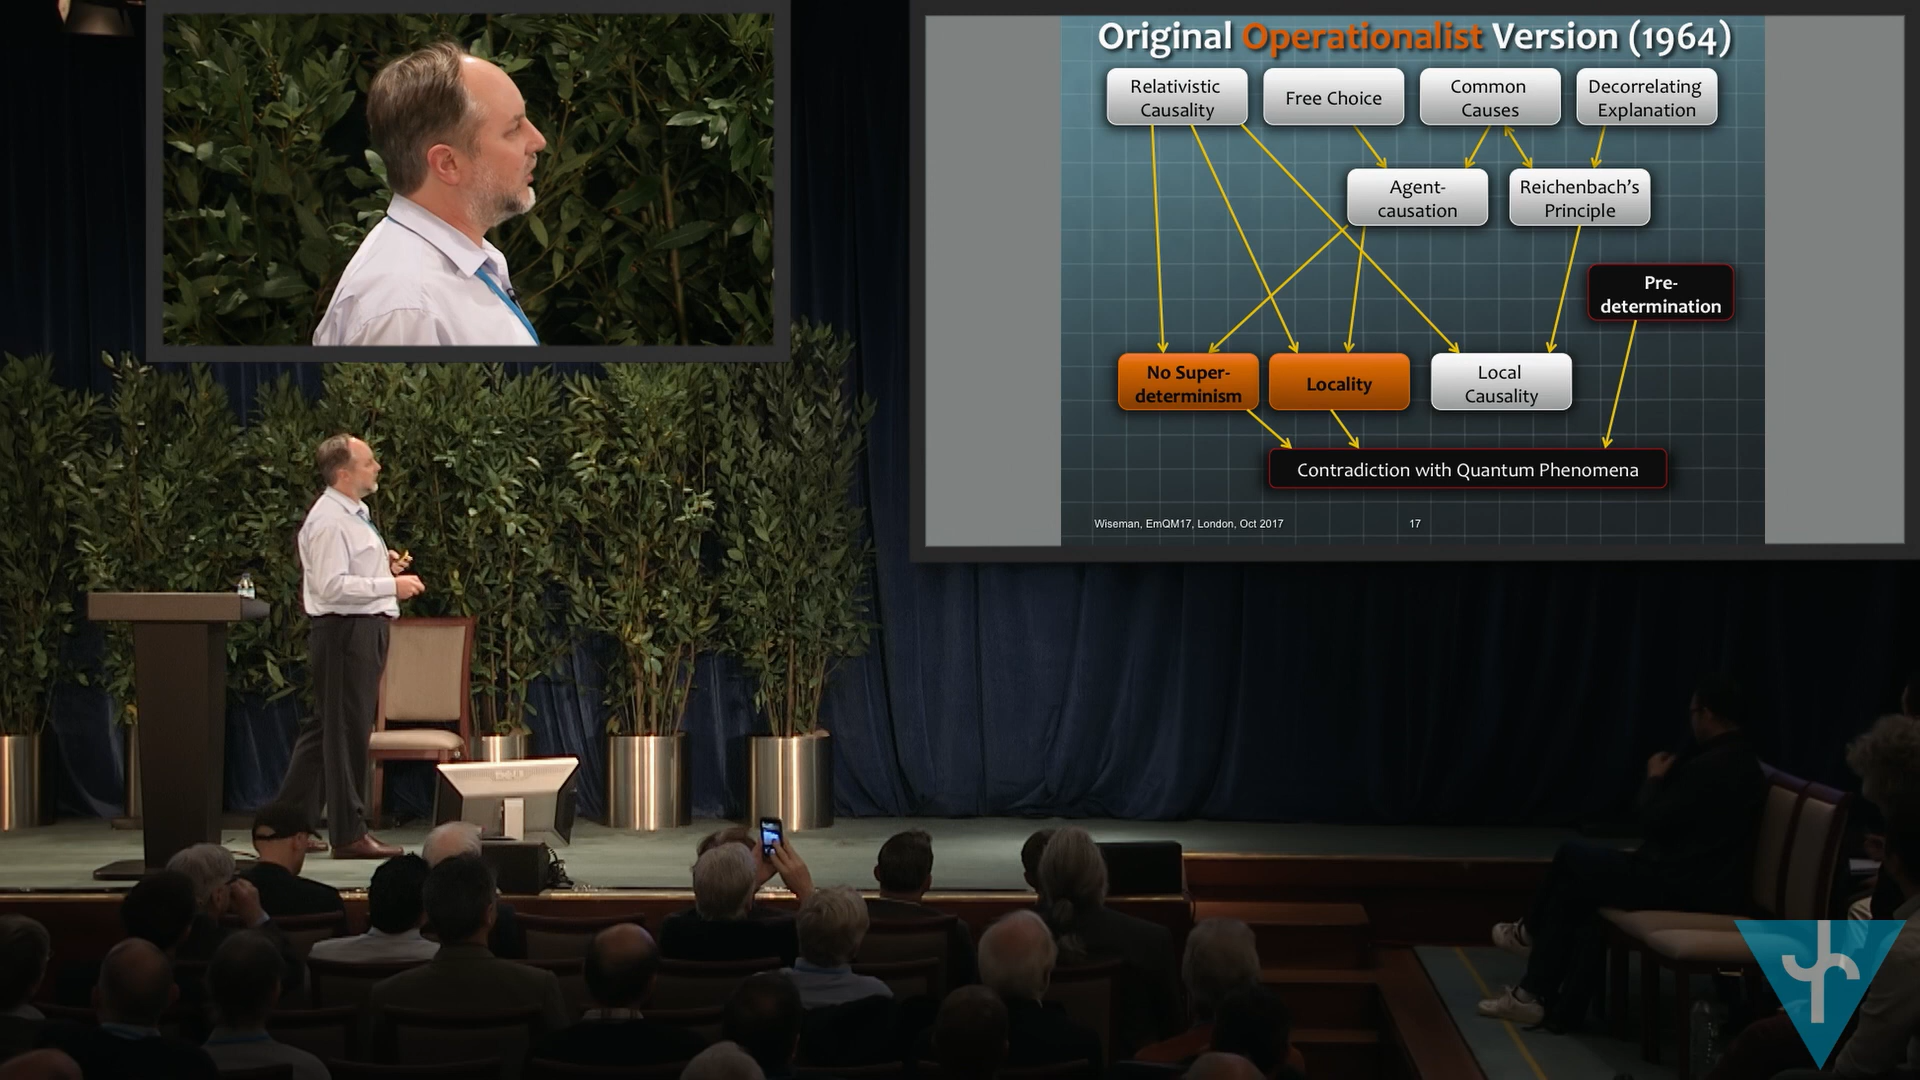 Original Operationalist Version (1964)
Relativistic
Causality
Free Choice
Common
Causes
Decorrelating
Explanation
Agent-
causation
Reichenbach's
Principle
Pre-
determination
No Super-
determinism
Locality
Local
Causality
Contradiction with Quantum Phenomena
Wiseman, EmQM17, London, Oct 2017
17
DELL